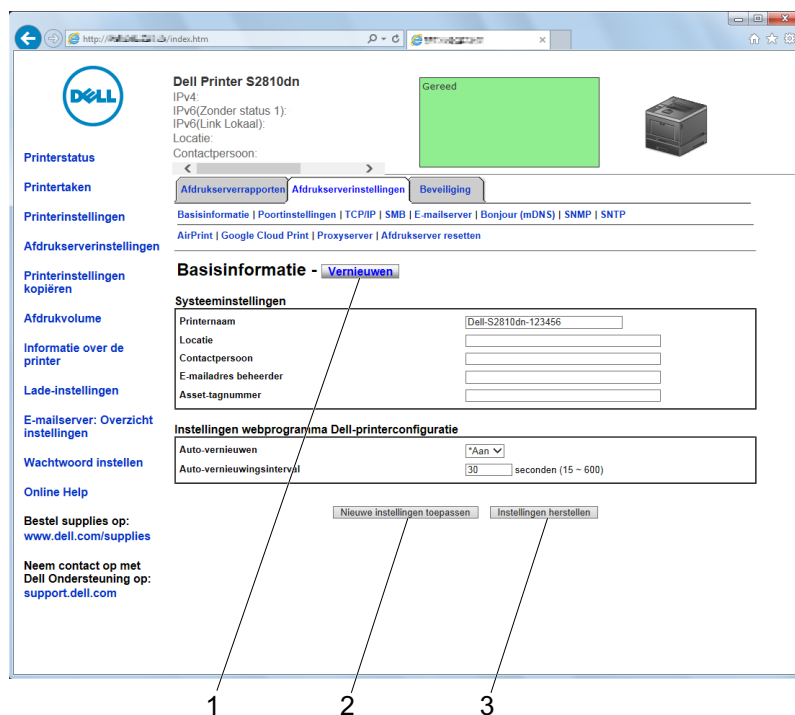 http://
/index.htm
DELL
Dell Printer S2810dn
IPv4:
IPv6(Zonder status 1):
IPv6(Link Lokaal):
Locatie:
Contactpersoon:
Gereed
Printerstatus
Printertaken
Printerinstellingen
Afdrukserverinstellingen
Printerinstellingen
kopiëren
Afdrukvolume
Informatie over de
printer
Lade-instellingen
E-mailserver: Overzicht
instellingen
Wachtwoord instellen
Online Help
Bestel supplies op:
www.dell.com/supplies
Neem contact op met
Dell Ondersteuning op:
support.dell.com
Afdrukserverrapporten Afdrukserverinstellingen Beveiliging
Basisinformatie | Poortinstellingen | TCP/IP | SMB | E-mailserver | Bonjour (mDNS) | SNMP | SNTP
AirPrint | Google Cloud Print | Proxyserver | Afdrukserver resetten
Basisinformatie - Vernieuwen
Systeeminstellingen
Printernaam Dell-S2810dn-123456
Locatie
Contactpersoon
E-mailadres beheerder
Asset-tagnummer
Instellingen webprogramma Dell-printerconfiguratie
Auto-vernieuwen *Aan
Auto-vernieuwingsinterval 30 seconden (15 ~ 600)
Nieuwe instellingen toepassen Instellingen herstellen
1 2 3